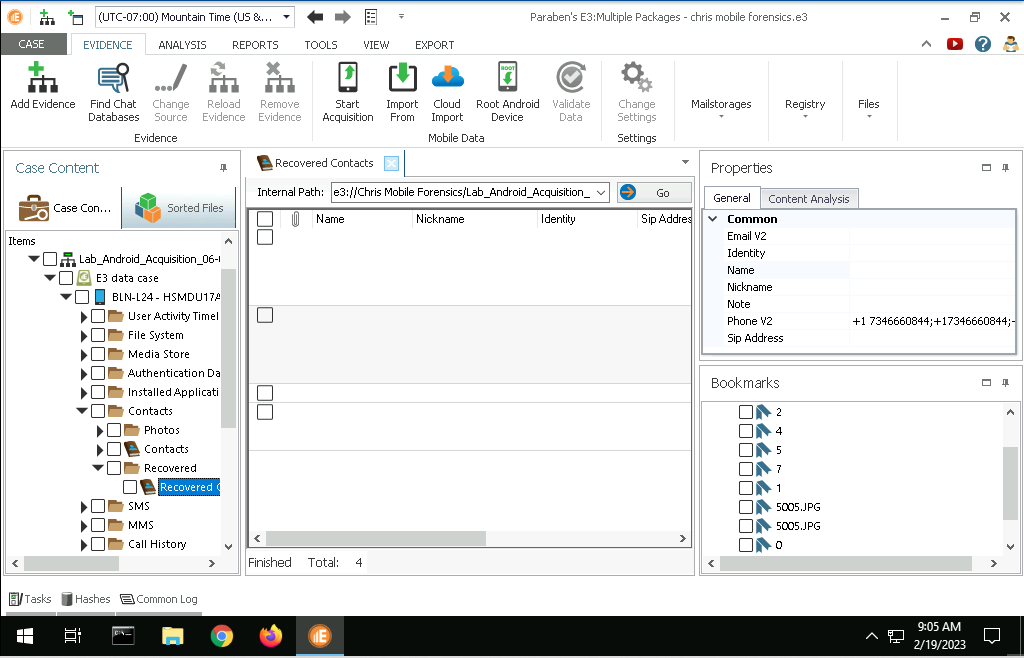 (UTC-07:00) Mountain Time (US &...
Paraben's E3:Multiple Packages - chris mobile forensics.e3
CASE EVIDENCE ANALYSIS REPORTS TOOLS VIEW EXPORT
Add Evidence
Find Chat Databases
Change Source
Reload Evidence
Remove Evidence
Evidence
Start Acquisition
Import From
Cloud Import
ROOT
Root Android Device
Validate Data
Mobile Data
Change Settings
Settings
Mailstorages
Registry
Files
Case Content
Case Con...
Sorted Files
Items
Lab_Android_Acquisition_06-
E3 data case
BLN-L24 - HSMDU17A
User Activity Timel
File System
Media Store
Authentication Da
Installed Applicati
Contacts
Photos
Contacts
Recovered
Recovered C
SMS
MMS
Call History
Recovered Contacts
Internal Path: e3://Chris Mobile Forensics/Lab_Android_Acquisition_ Go
Name Nickname Identity Sip Addres
Finished Total: 4
Properties
General Content Analysis
Common
Email V2
Identity
Name
Nickname
Note
Phone V2 +1 7346660844;+17346660844;-
Sip Address
Bookmarks
2
4
5
7
1
5005.JPG
5005.JPG
0
Tasks Hashes Common Log
9:05 AM
2/19/2023